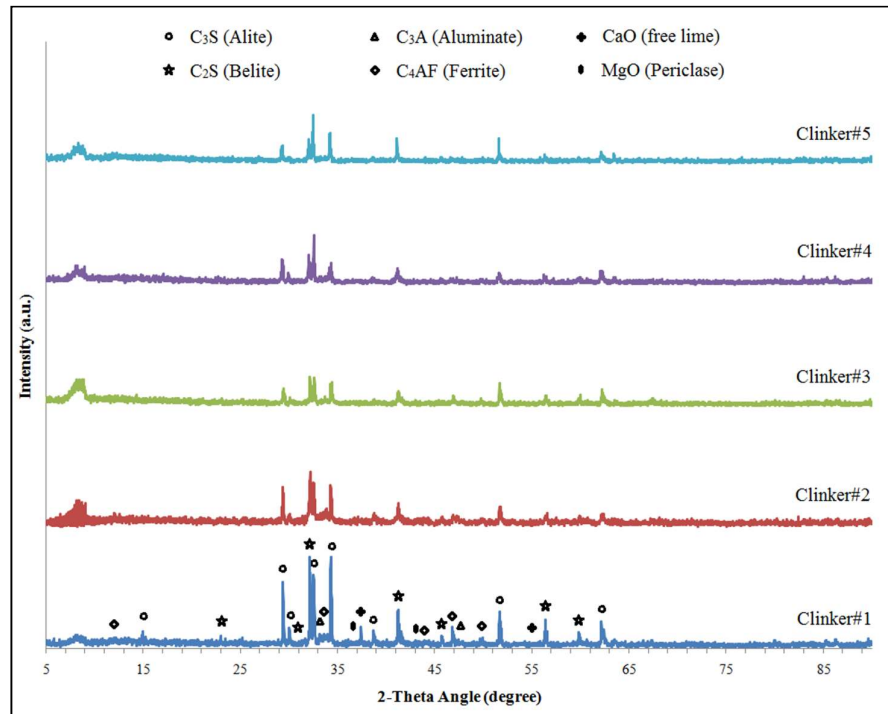 C₃S (Alite) C₃A (Aluminate) CaO (free lime)
C₂S (Belite) C₄AF (Ferrite) MgO (Periclase)
Clinker#5
Clinker#4
Clinker#3
Clinker#2
Clinker#1
Intensity (a.u.)
5 15 25 35 45 55 65 75 85
2-Theta Angle (degree)